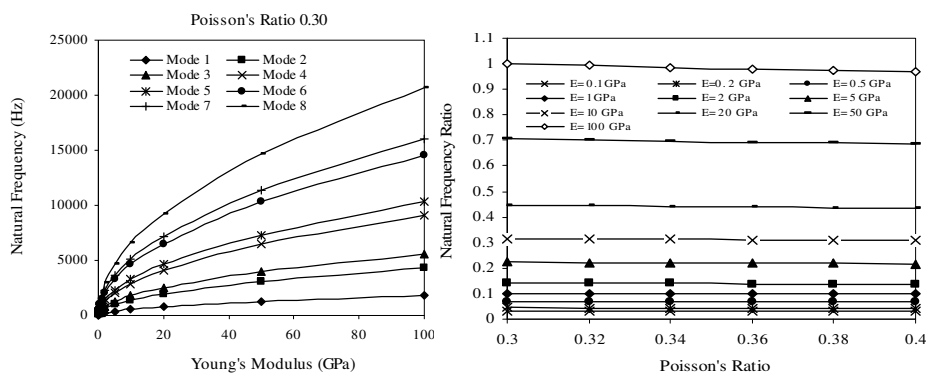 Poisson's Ratio 0.30
25000
20000
15000
10000
5000
0
Natural Frequency (Hz)
Mode 1
Mode 2
Mode 3
Mode 4
Mode 5
Mode 6
Mode 7
Mode 8
0
20
40
60
80
100
Young's Modulus (GPa)
1.1
1
0.9
0.8
0.7
0.6
0.5
0.4
0.3
0.2
0.1
0
Natural Frequency Ratio
E=0.1GPa
E=0.2 GPa
E=0.5 GPa
E=1GPa
E=2 GPa
E=5 GPa
E=10 GPa
E=20 GPa
E=50 GPa
E=100 GPa
0.3
0.32
0.34
0.36
0.38
0.4
Poisson's Ratio